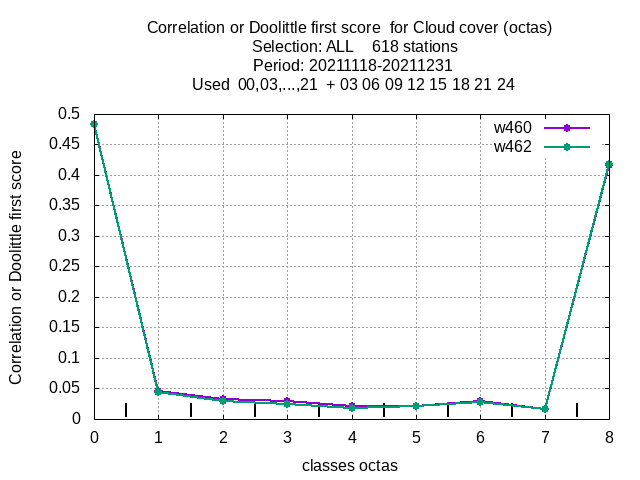 Correlation or Doolittle first score  for Cloud cover (octas)
Selection: ALL    618 stations
Period: 20211118-20211231
Used  00,03,...,21  + 03 06 09 12 15 18 21 24
w460
w462
Correlation or Doolittle first score
0.5
0.45
0.4
0.35
0.3
0.25
0.2
0.15
0.1
0.05
0
0 1 2 3 4 5 6 7 8
classes octas